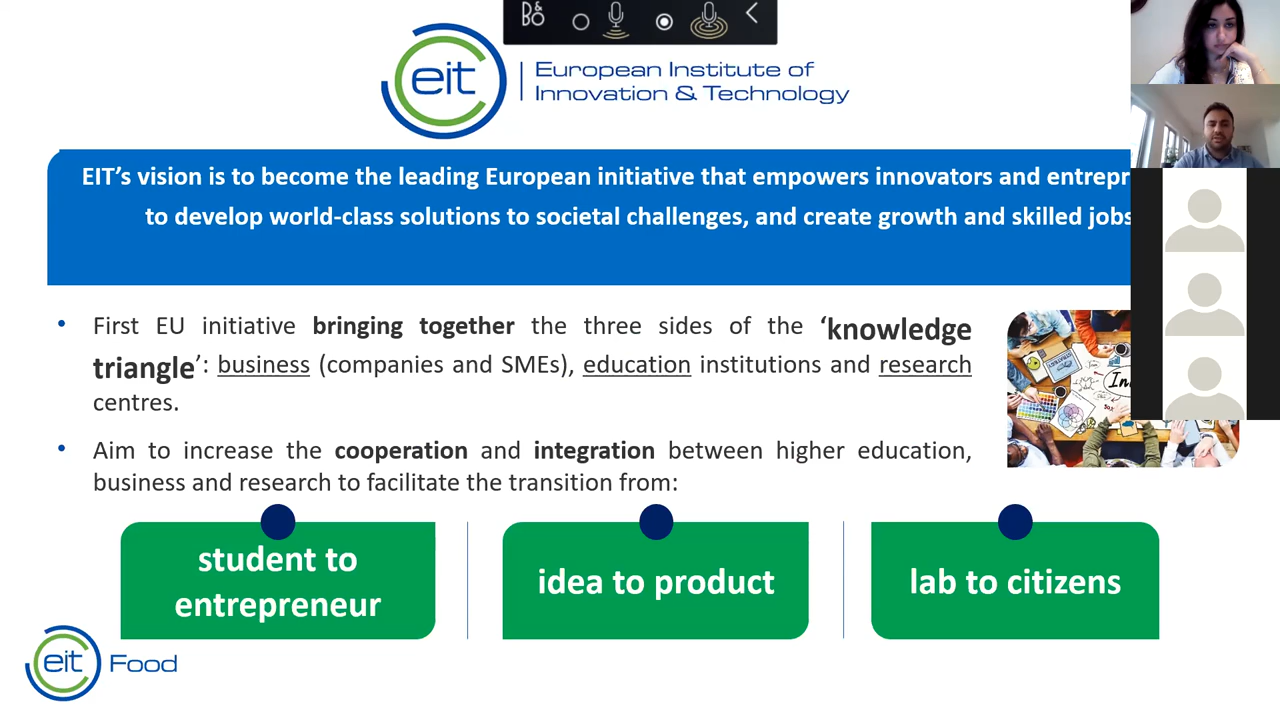 B&O
eit
European Institute of
Innovation & Technology
EIT’s vision is to become the leading European initiative that empowers innovators and
to develop world-class solutions to societal challenges, and create growth and skilled jobs
First EU initiative bringing together the three sides of the ‘knowledge
triangle’: business (companies and SMEs), education institutions and research
centres.
• Aim to increase the cooperation and integration between higher education,
business and research to facilitate the transition from:
student to
entrepreneur
idea to product
lab to citizens
eit Food